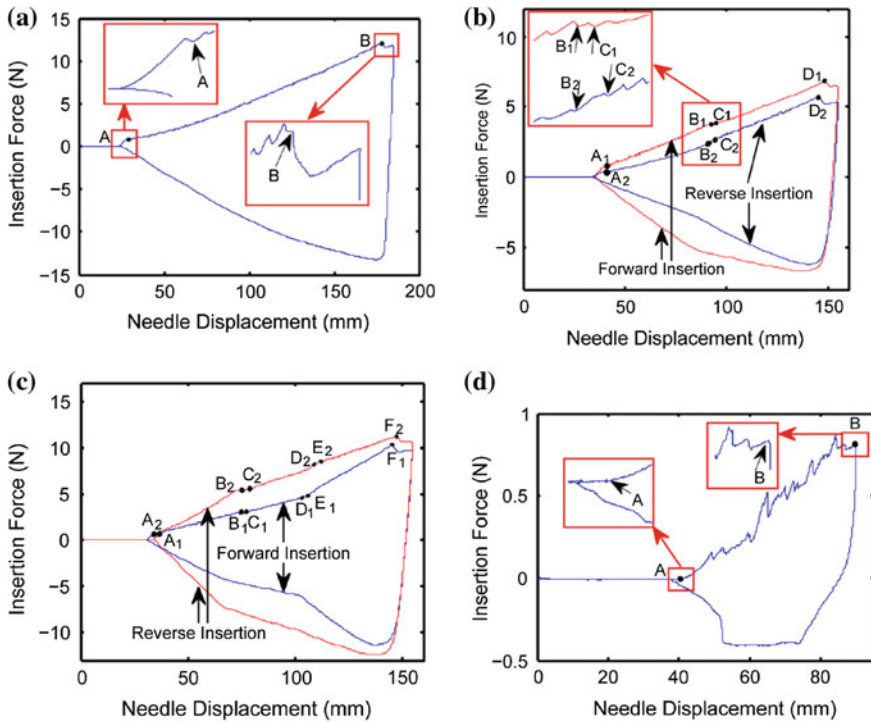 (a)
Insertion Force (N)
15
10
5
0
−5
−10
−15
0 50 100 150 200
Needle Displacement (mm)
A
A
B
B
(b)
Insertion Force (N)
10
5
0
−5
50 100 150
Needle Displacement (mm)
B1 C1
B2 C2
A1
A2
B1 C1
B2 C2
D1
D2
Reverse Insertion
Forward Insertion
(c)
Insertion Force (N)
15
10
5
0
−5
−10
0 50 100 150
Needle Displacement (mm)
A2
A1
B2 C2
B1 C1
D2 E2
D1 E1
F2
F1
Forward Insertion
Reverse Insertion
(d)
Insertion Force (N)
1
0.5
0
−0.5
0 20 40 60 80
Needle Displacement (mm)
A
A
B
B